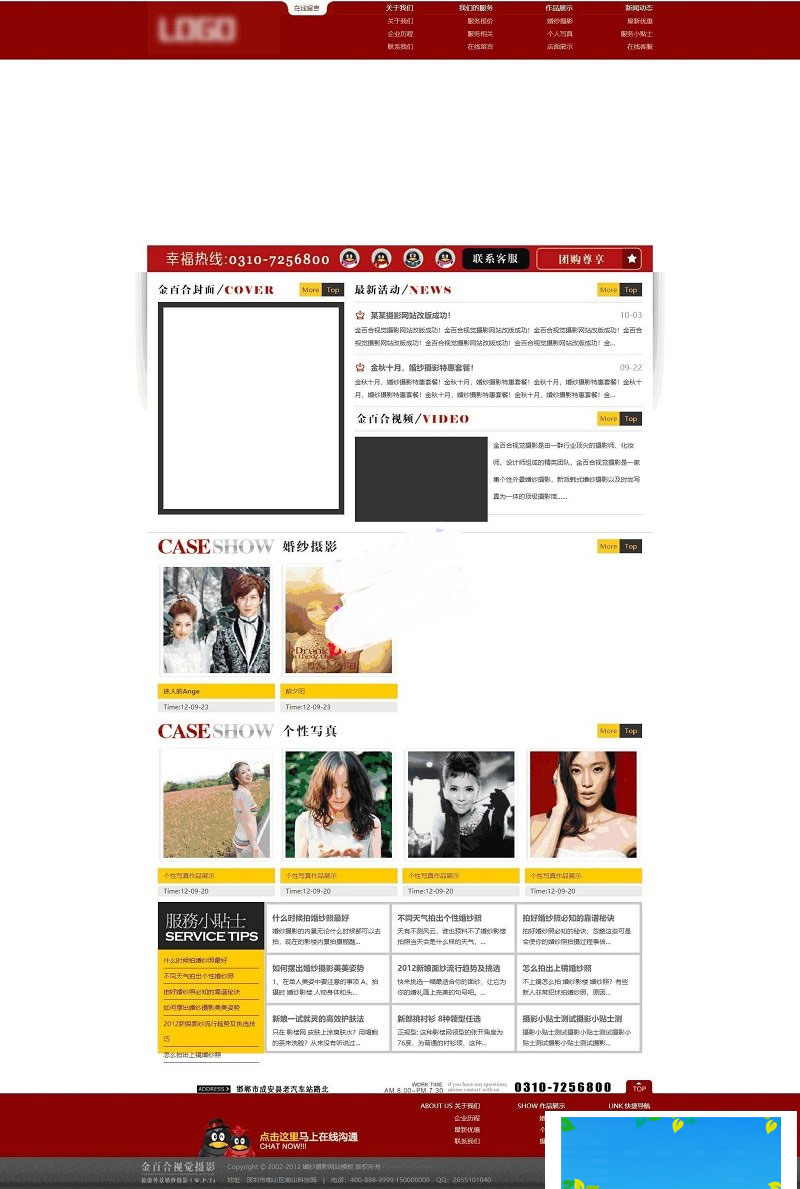 在线留言
关于我们 我们的服务 作品展示 新闻动态
关于我们 服务报价 婚纱摄影 最新优惠
企业历程 服务相关 个人写真 服务小贴士
联系我们 在线留言 店面展示 在线客服
LOGO
幸福热线:0310-7256800 联系客服 团购尊享
金百合封面/COVER More Top
最新活动/NEWS More Top
某某摄影网站改版成功! 10-03
金百合视觉摄影网站改版成功！金百合视觉摄影网站改版成功！金百合视觉摄影网站改版成功！金百合
视觉摄影网站改版成功！金百合视觉摄影网站改版成功！金百合视觉摄影网站改版成功！金...
金秋十月，婚纱摄影特惠套餐! 09-22
金秋十月，婚纱摄影特惠套餐！金秋十月，婚纱摄影特惠套餐！金秋十月，婚纱摄影特惠套餐！金秋十
月，婚纱摄影特惠套餐！金秋十月，婚纱摄影特惠套餐！金秋十月，婚纱摄影特惠套餐！金...
金百合视频/VIDEO More Top
金百合视觉摄影是由一群行业顶尖的摄影师、化妆
师、设计师组成的精英团队。金百合视觉摄影是一家
集个性外景婚纱摄影，新派韩式婚纱摄影以及时尚写
真为一体的顶级摄影馆......
CASE SHOW 婚纱摄影 More Top
迷人的Ange
醉夕阳
Time:12-09-23
Time:12-09-23
CASE SHOW 个性写真 More Top
个性写真作品展示
个性写真作品展示
个性写真作品展示
个性写真作品展示
Time:12-09-20
Time:12-09-20
Time:12-09-20
Time:12-09-20
服務小貼士
SERVICE TIPS
什么时候拍婚纱照最好
不同天气拍出个性婚纱照
拍好婚纱照必知的靠谱秘诀
如何摆出婚纱摄影美美姿势
2012新娘面纱流行趋势及挑选技
巧
怎么拍出上镜婚纱照
什么时候拍婚纱照最好
婚纱摄影的内景无论什么时候都可以去
拍，现在的影楼内景拍摄棚酷...
不同天气拍出个性婚纱照
天有不测风云，谁也预料不了婚纱影楼
拍照当天会是什么样的天气，...
拍好婚纱照必知的靠谱秘诀
拍好婚纱照必知的秘诀，忽略这些可是
会使你的婚纱照拍摄过程事倍...
如何摆出婚纱摄影美美姿势
1、在单人美姿中要注意的事项 A、拍
摄时 婚纱影楼 人物身体和头...
2012新娘面纱流行趋势及挑选
快来挑选一幅最适合你的面纱，让它为
你的婚礼画上完美的句号吧。...
怎么拍出上镜婚纱照
不上镜怎么拍 婚纱影楼 婚纱照？有些
新人非常犯怵拍婚纱照，原因...
新娘一试就灵的高效护肤法
只在 影楼网 皮肤上涂爽肤水？用喝剩
的茶来洗脸？从来没有听说过...
新郎挑衬衫 8种领型任选
正规型: 这种影楼网领型的张开角度为
76度，为普通的衬衫领，这种...
摄影小贴士测试摄影小贴士测
摄影小贴士测试摄影小贴士测试摄影小
贴士测试摄影小贴士测试摄影...
ADDRESS 邯郸市成安县老汽车站路北
WORK TIME
AM 8:00~PM 7:30
If you have any questions,
please contact with us
0310-7256800
TOP
ABOUT US 关于我们 SHOW 作品展示 LINK 快捷导航
企业历程
最新优惠
联系我们
点击这里马上在线沟通
CHAT NOW!!!
金百合视觉摄影
Copyright © 2002-2012 婚纱摄影网站模板 版权所有
地址：深圳市南山区南山科技园 | 电话：400-888-9999 150000000 QQ：2655101040